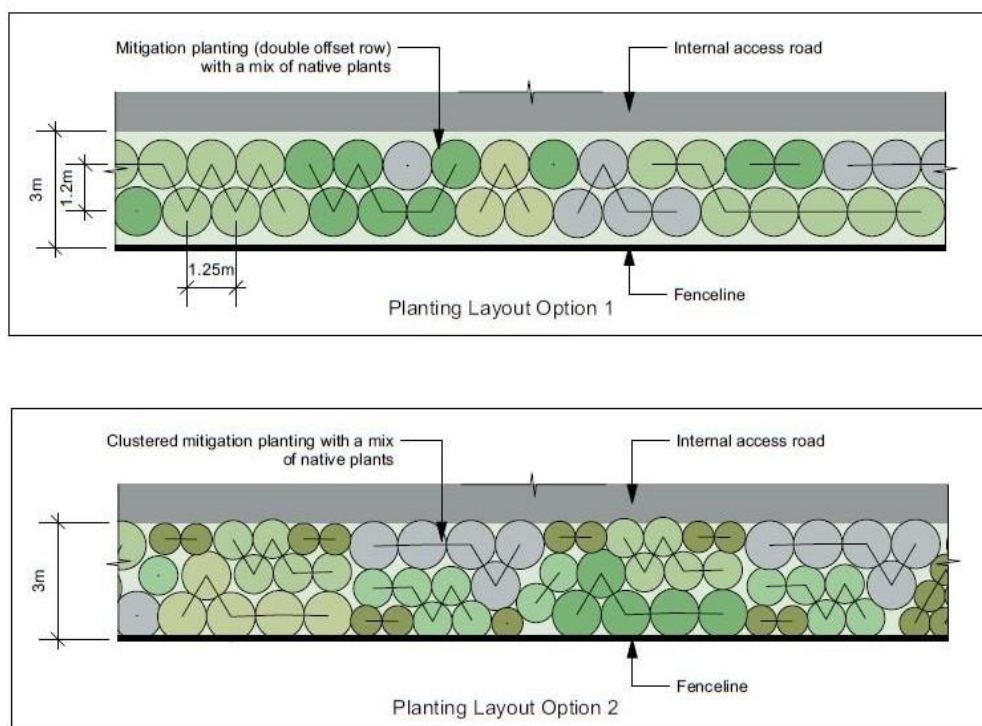 Mitigation planting (double offset row)
with a mix of native plants
Internal access road
3m
1.2m
1.25m
Fenceline
Planting Layout Option 1
Clustered mitigation planting with a mix
of native plants
Internal access road
3m
Fenceline
Planting Layout Option 2